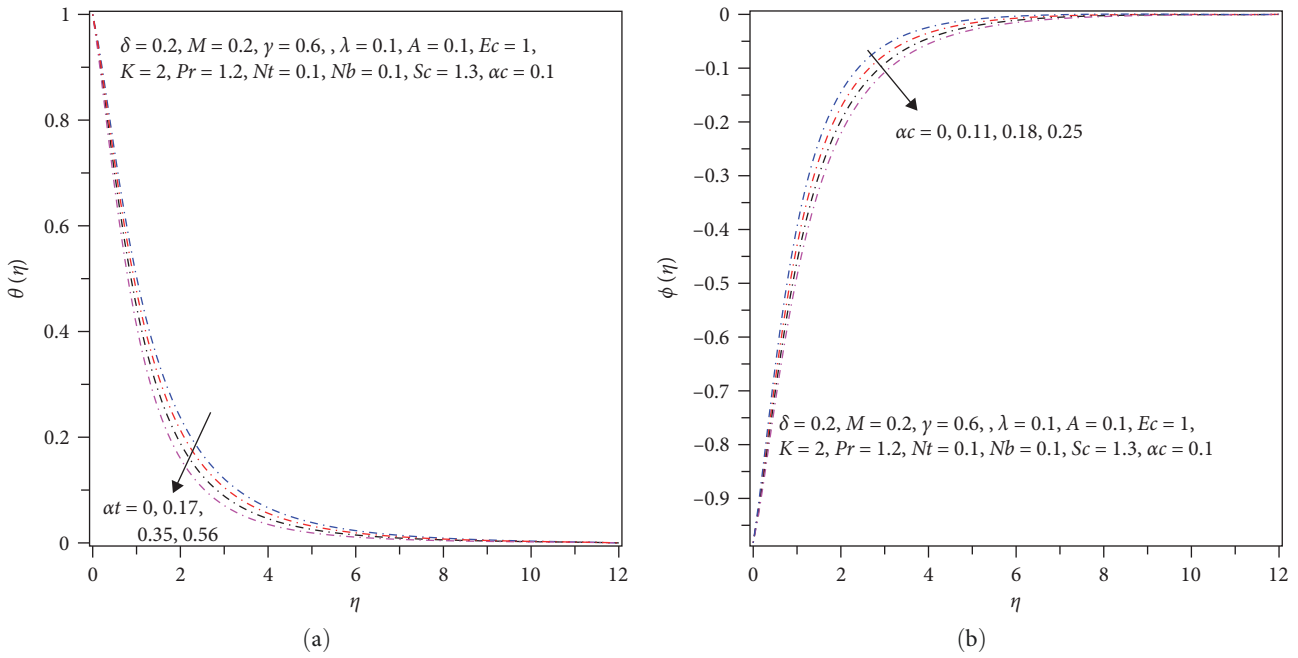 1
0.8
0.6
0.4
0.2
0
θ (η)
δ = 0.2, M = 0.2, γ = 0.6, , λ = 0.1, A = 0.1, Ec = 1,
K = 2, Pr = 1.2, Nt = 0.1, Nb = 0.1, Sc = 1.3, αc = 0.1
αt = 0, 0.17,
0.35, 0.56
0 2 4 6 8 10 12
η
(a)
0
−0.1
−0.2
−0.3
−0.4
−0.5
−0.6
−0.7
−0.8
−0.9
ϕ (η)
αc = 0, 0.11, 0.18, 0.25
δ = 0.2, M = 0.2, γ = 0.6, , λ = 0.1, A = 0.1, Ec = 1,
K = 2, Pr = 1.2, Nt = 0.1, Nb = 0.1, Sc = 1.3, αc = 0.1
0 2 4 6 8 10 12
η
(b)